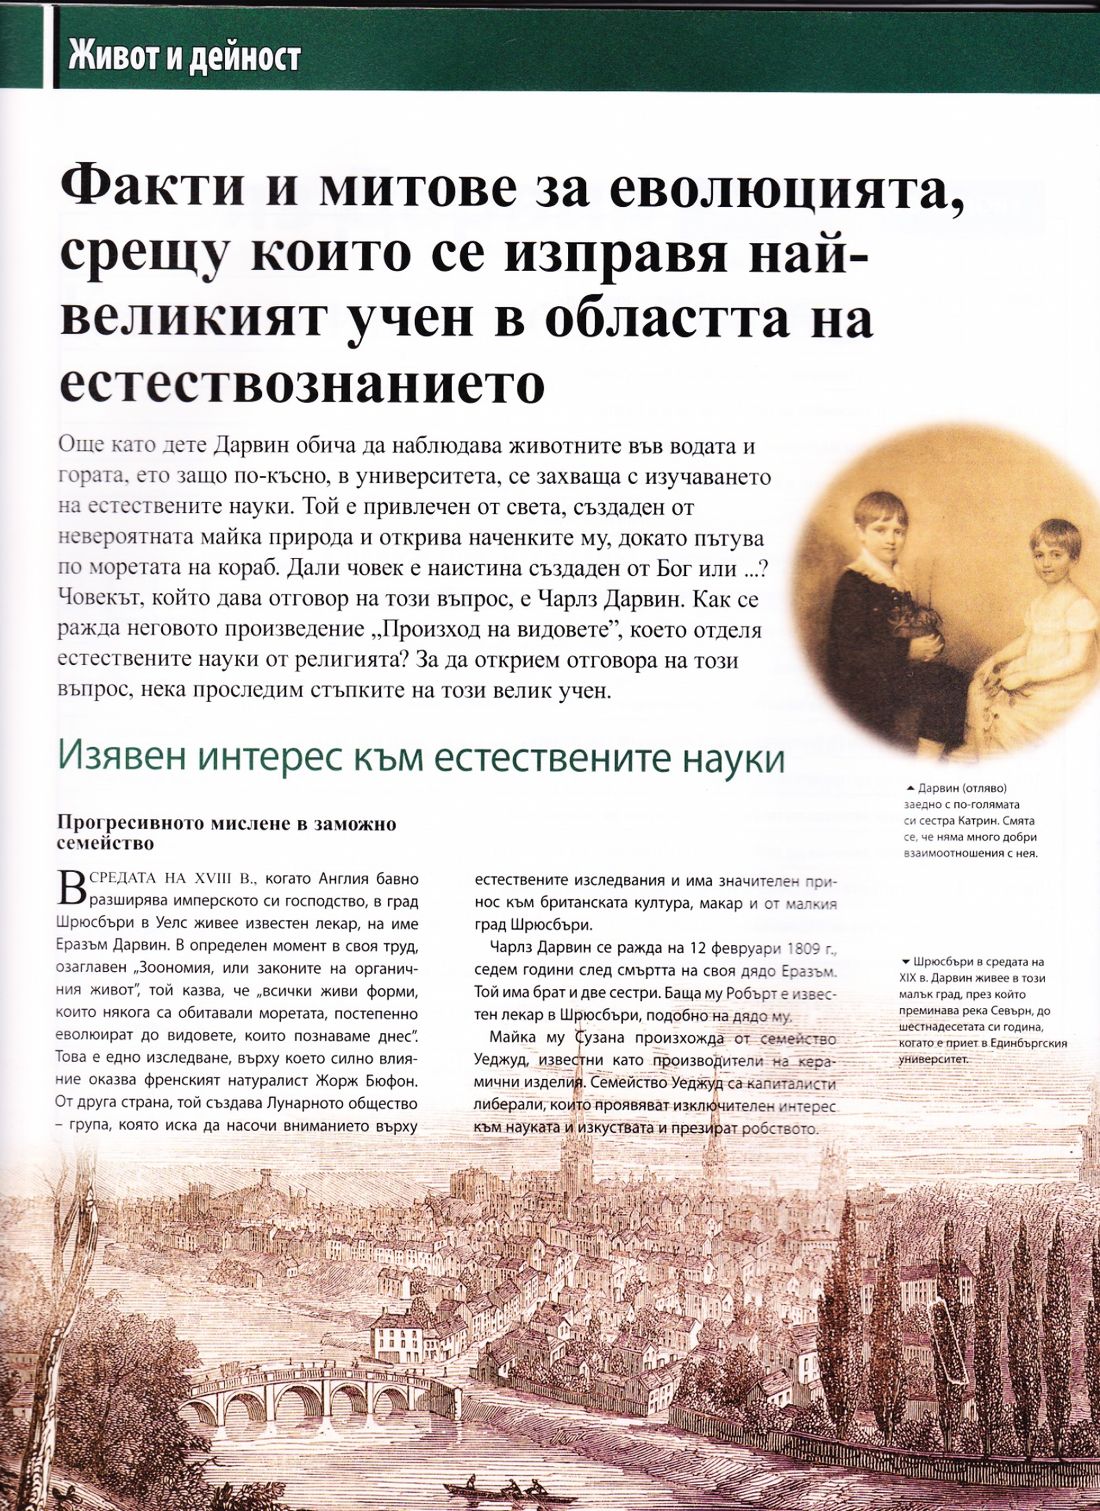 Живот и дейност
Факти и митове за еволюцията,
срещу които се изправя най-
великият учен в областта на
естествознанието
Още като дете Дарвин обича да наблюдава животните във водата и
гората, ето защо по-късно, в университета, се захваща с изучаването
на естествените науки. Той е привлечен от света, създаден от
невероятната майка природа и открива наченките му, докато пътува
по моретата на кораб. Дали човек е наистина създаден от Бог или ...?
Човекът, който дава отговор на този въпрос, е Чарлз Дарвин. Как се
ражда неговото произведение „Произход на видовете”, което отделя
естествените науки от религията? За да открием отговора на този
въпрос, нека проследим стъпките на този велик учен.
Изявен интерес към естествените науки
Прогресивното мислене в заможно
семейство
В СРЕДАТА НА XVIII В., когато Англия бавно
разширява имперското си господство, в град
Шрюсбъри в Уелс живее известен лекар, на име
Еразъм Дарвин. В определен момент в своя труд,
озаглавен „Зоономия, или законите на органич-
ния живот”, той казва, че „всички живи форми,
които някога са обитавали моретата, постепенно
еволюират до видовете, които познаваме днес”.
Това е едно изследване, върху което силно влия-
ние оказва френският натуралист Жорж Бюфон.
От друга страна, той създава Лунарното общество
– група, която иска да насочи вниманието върху
естествените изследвания и има значителен при-
нос към британската култура, макар и от малкия
град Шрюсбъри.
Чарлз Дарвин се ражда на 12 февруари 1809 г.,
седем години след смъртта на своя дядо Еразъм.
Той има брат и две сестри. Баща му Робърт е извес-
тен лекар в Шрюсбъри, подобно на дядо му.
Майка му Сузана произхожда от семейство
Уеджуд, известни като производители на кера-
мични изделия. Семейство Уеджуд са капиталисти
либерали, които проявяват изключителен интерес
към науката и изкуствата и презират робството.
▲ Дарвин (отляво)
заедно с по-голямата
си сестра Катрин. Смята
се, че няма много добри
взаимоотношения с нея.
▼ Шрюсбъри в средата на
XIX в. Дарвин живее в този
малък град, през който
преминава река Севърн, до
шестнадесетата си година,
когато е приет в Единбъргския
университет.